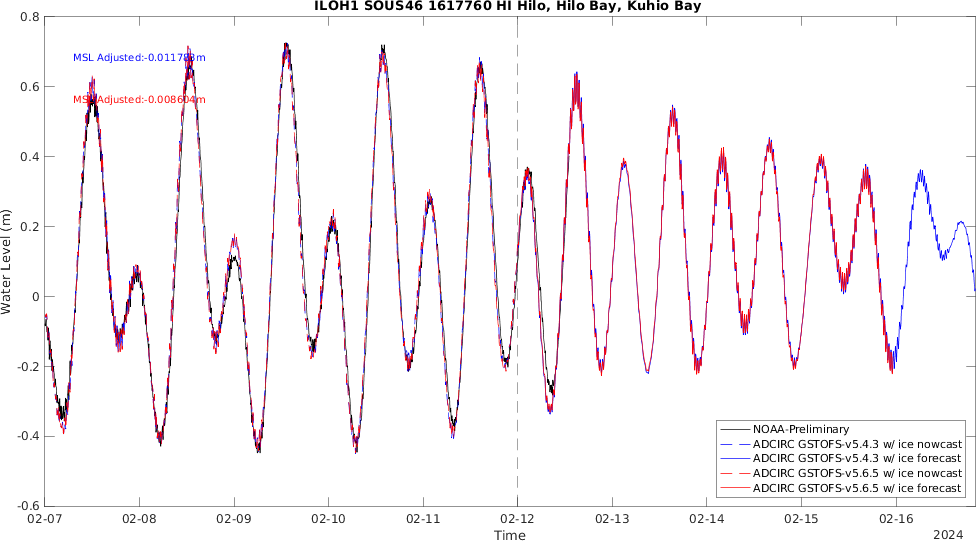 ILOH1 SOUS46 1617760 HI Hilo, Hilo Bay, Kuhio Bay
0.8
0.6
0.4
0.2
0
-0.2
-0.4
-0.6
Water Level (m)
MSL Adjusted:-0.011783m
MSL Adjusted:-0.008604m
NOAA-Preliminary
ADCIRC GSTOFS-v5.4.3 w/ ice nowcast
ADCIRC GSTOFS-v5.4.3 w/ ice forecast
ADCIRC GSTOFS-v5.6.5 w/ ice nowcast
ADCIRC GSTOFS-v5.6.5 w/ ice forecast
02-07 02-08 02-09 02-10 02-11 02-12 02-13 02-14 02-15 02-16
Time
2024